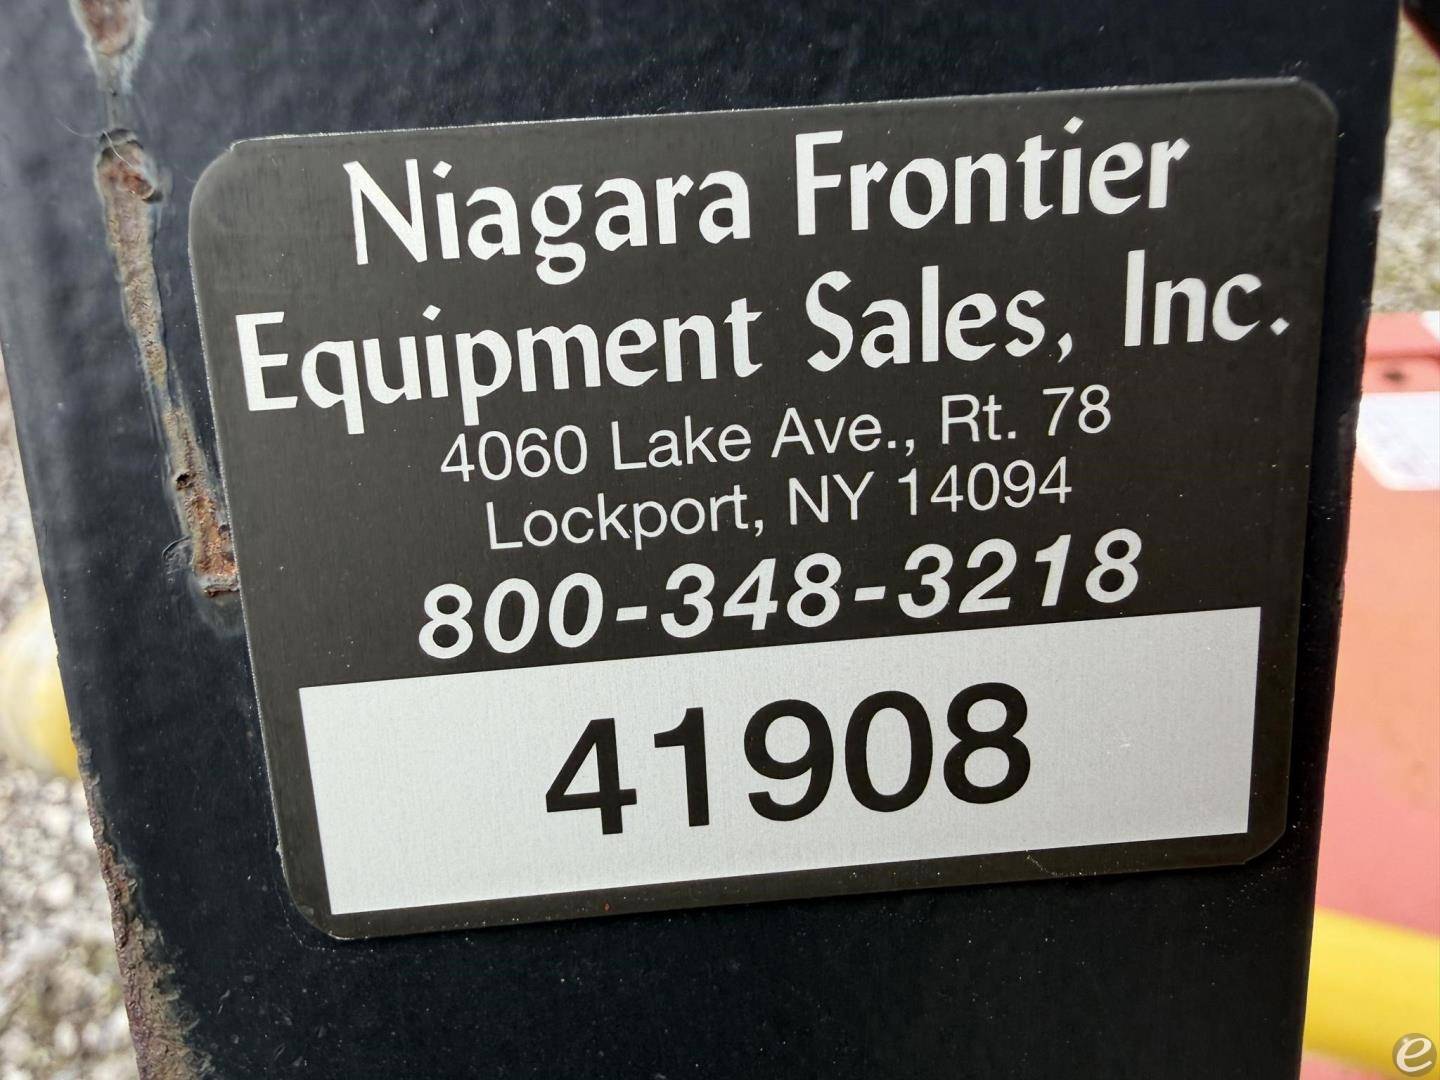 Niagara Frontier
Equipment Sales, Inc.
4060 Lake Ave., Rt. 78
Lockport, NY 14094
800-348-3218
41908
e